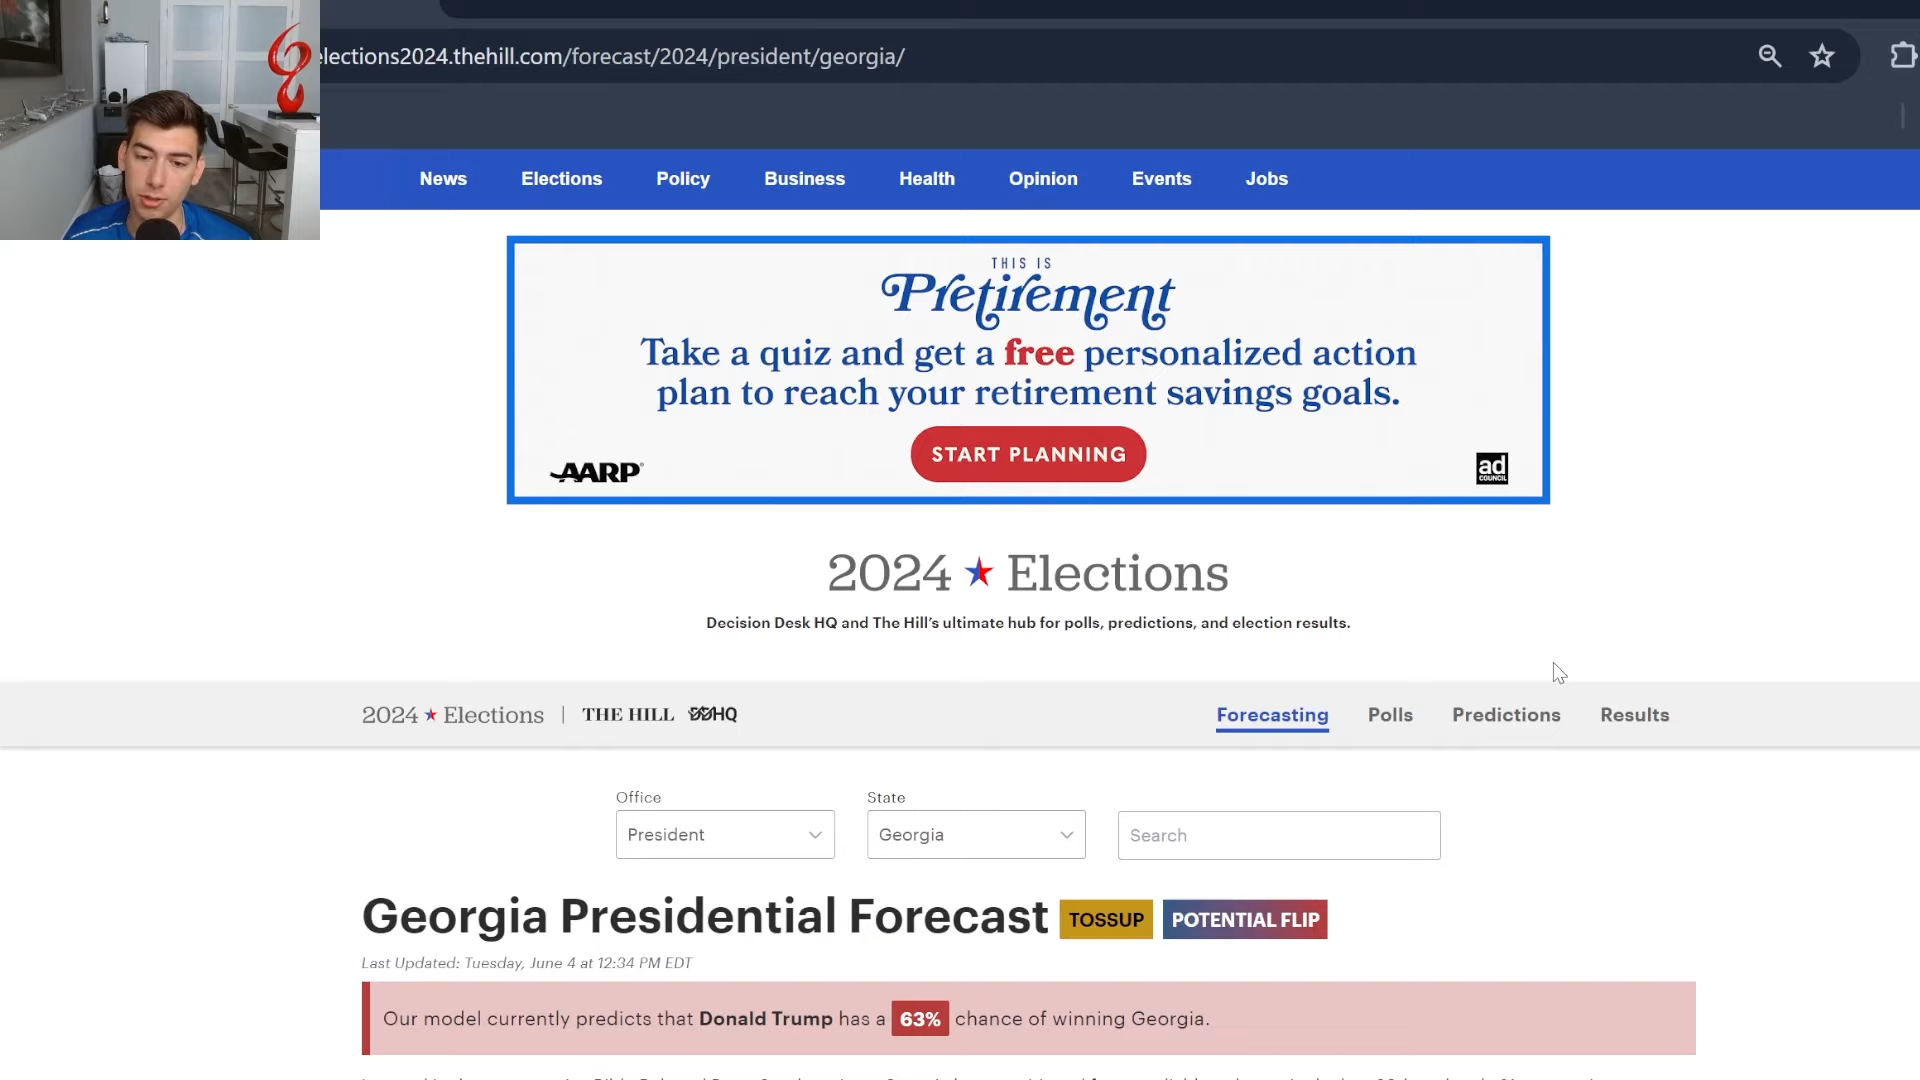 elections2024.thehill.com/forecast/2024/president/georgia/
News Elections Policy Business Health Opinion Events Jobs
THIS IS
Pretirement
Take a quiz and get a free personalized action
plan to reach your retirement savings goals.
START PLANNING
AARP
ad
COUNCIL
2024 Elections
Decision Desk HQ and The Hill's ultimate hub for polls, predictions, and election results.
2024 Elections | THE HILL DDHQ
Forecasting Polls Predictions Results
Office State
President Georgia Search
Georgia Presidential Forecast TOSSUP POTENTIAL FLIP
Last Updated: Tuesday, June 4 at 12:34 PM EDT
Our model currently predicts that Donald Trump has a 63% chance of winning Georgia.